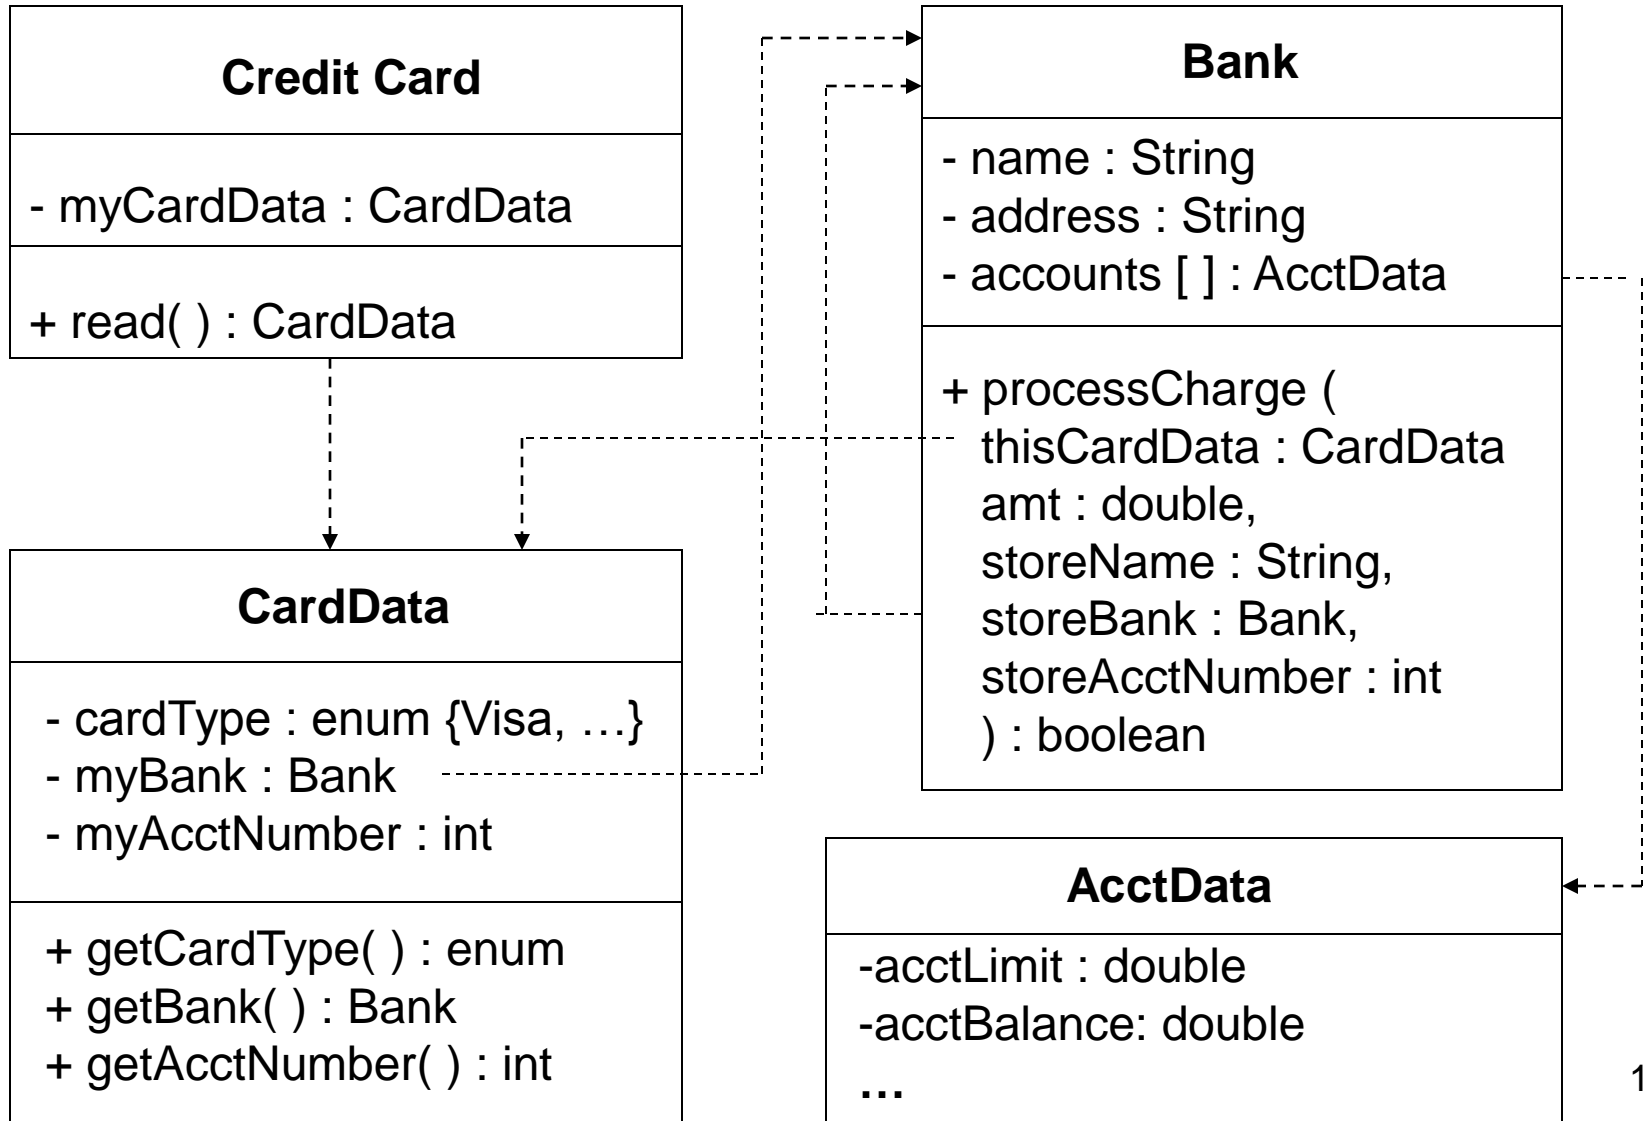 Credit Card
- myCardData : CardData
+ read( ) : CardData
Bank
- name : String
- address : String
- accounts [ ] : AcctData
+ processCharge (
thisCardData : CardData
amt : double,
storeName : String,
storeBank : Bank,
storeAcctNumber : int
) : boolean
CardData
- cardType : enum {Visa, …}
- myBank : Bank
- myAcctNumber : int
+ getCardType( ) : enum
+ getBank( ) : Bank
+ getAcctNumber( ) : int
AcctData
-acctLimit : double
-acctBalance: double
…
1